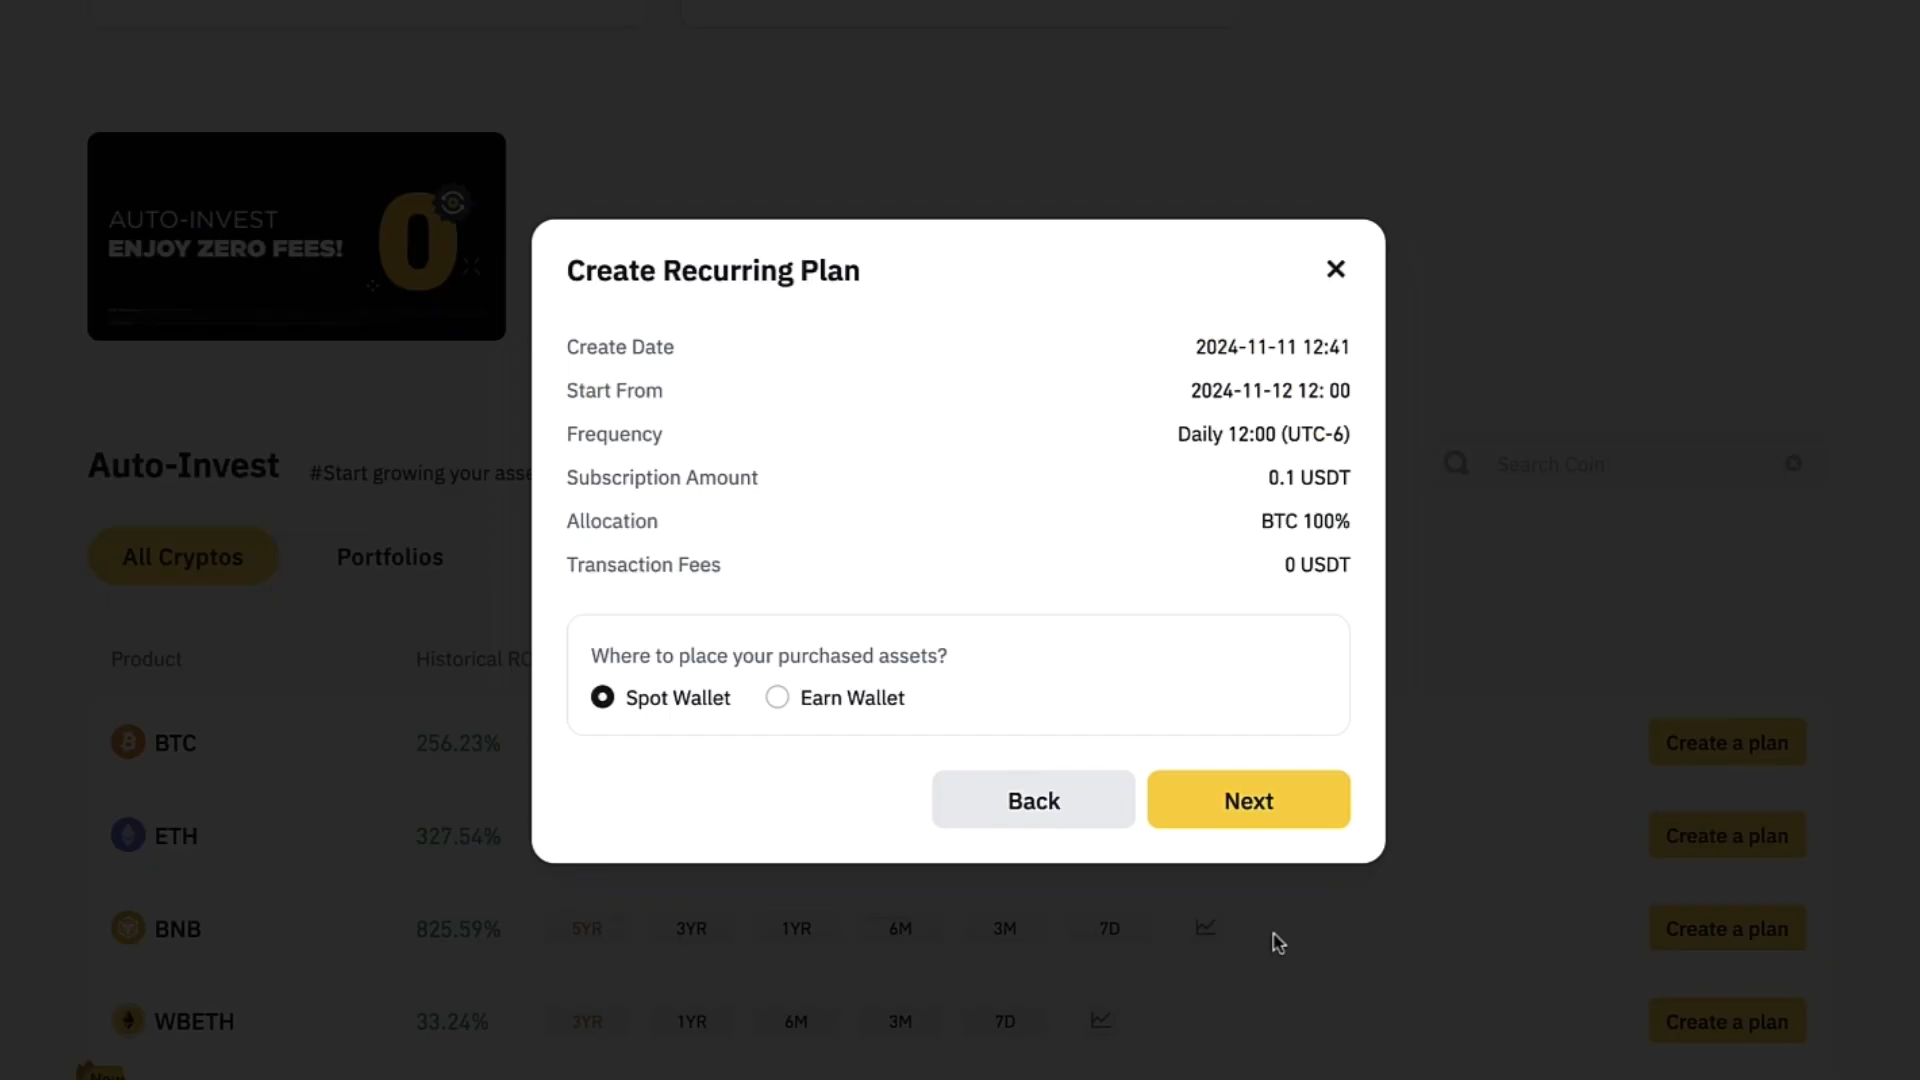 AUTO-INVEST
ENJOY ZERO FEES!
0
Create Recurring Plan
Create Date 2024-11-11 12:41
Start From 2024-11-12 12: 00
Frequency Daily 12:00 (UTC-6)
Subscription Amount 0.1 USDT
Allocation BTC 100%
Transaction Fees 0 USDT
Where to place your purchased assets?
Spot Wallet Earn Wallet
Back Next
Auto-Invest #Start growing your asse
Search Coin
All Cryptos Portfolios
Product Historical RO
BTC 256.23% Create a plan
ETH 327.54% Create a plan
BNB 825.59% 5YR 3YR 1YR 6M 3M 7D Create a plan
WBETH 33.24% 3YR 1YR 6M 3M 7D Create a plan
New